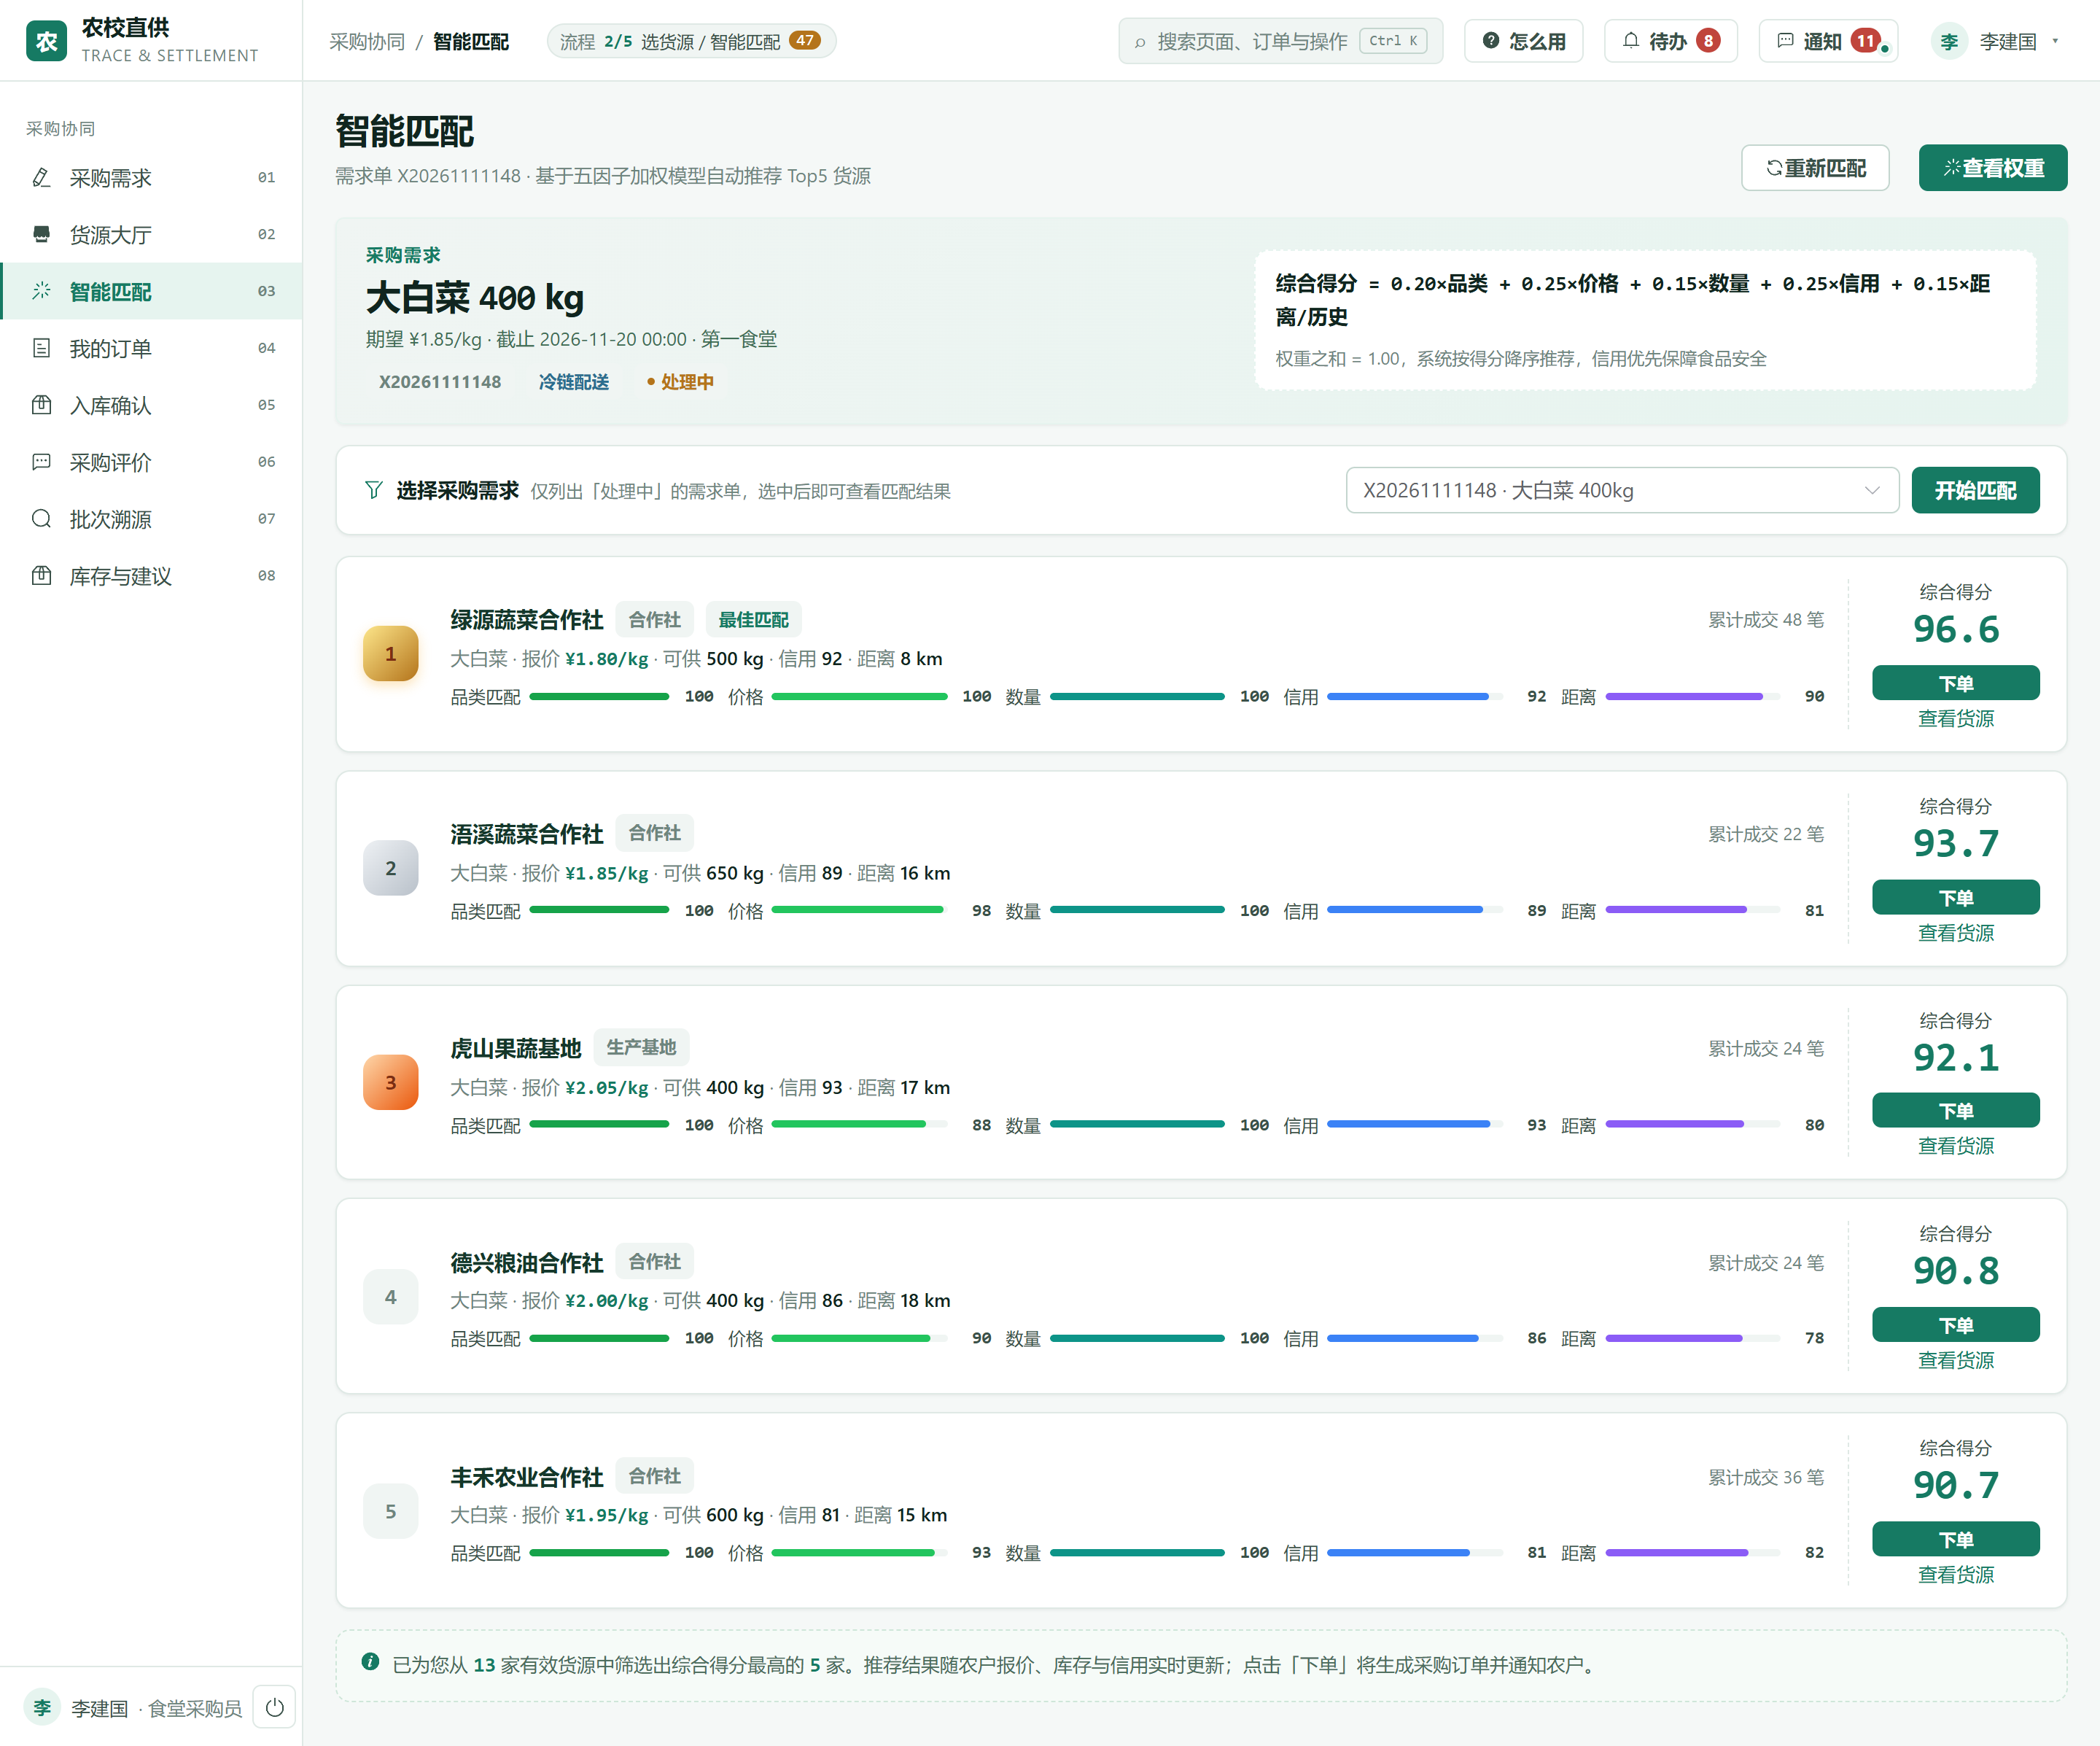 农
农校直供
TRACE & SETTLEMENT
采购协同 / 智能匹配
流程 2/5 选货源 / 智能匹配 47
搜索页面、订单与操作 Ctrl K
怎么用
待办 8
通知 11
李 李建国
采购协同
采购需求 01
货源大厅 02
智能匹配 03
我的订单 04
入库确认 05
采购评价 06
批次溯源 07
库存与建议 08
李 李建国 · 食堂采购员
智能匹配
需求单 X20261111148 · 基于五因子加权模型自动推荐 Top5 货源
重新匹配
查看权重
采购需求
大白菜 400 kg
期望 ¥1.85/kg · 截止 2026-11-20 00:00 · 第一食堂
X20261111148 冷链配送 处理中
综合得分 = 0.20×品类 + 0.25×价格 + 0.15×数量 + 0.25×信用 + 0.15×距
离/历史
权重之和 = 1.00，系统按得分降序推荐，信用优先保障食品安全
选择采购需求 仅列出「处理中」的需求单，选中后即可查看匹配结果
X20261111148 · 大白菜 400kg
开始匹配
1
绿源蔬菜合作社 合作社 最佳匹配 累计成交 48 笔
大白菜 · 报价 ¥1.80/kg · 可供 500 kg · 信用 92 · 距离 8 km
品类匹配 100 价格 100 数量 100 信用 92 距离 90
综合得分
96.6
下单
查看货源
2
浯溪蔬菜合作社 合作社 累计成交 22 笔
大白菜 · 报价 ¥1.85/kg · 可供 650 kg · 信用 89 · 距离 16 km
品类匹配 100 价格 98 数量 100 信用 89 距离 81
综合得分
93.7
下单
查看货源
3
虎山果蔬基地 生产基地 累计成交 24 笔
大白菜 · 报价 ¥2.05/kg · 可供 400 kg · 信用 93 · 距离 17 km
品类匹配 100 价格 88 数量 100 信用 93 距离 80
综合得分
92.1
下单
查看货源
4
德兴粮油合作社 合作社 累计成交 24 笔
大白菜 · 报价 ¥2.00/kg · 可供 400 kg · 信用 86 · 距离 18 km
品类匹配 100 价格 90 数量 100 信用 86 距离 78
综合得分
90.8
下单
查看货源
5
丰禾农业合作社 合作社 累计成交 36 笔
大白菜 · 报价 ¥1.95/kg · 可供 600 kg · 信用 81 · 距离 15 km
品类匹配 100 价格 93 数量 100 信用 81 距离 82
综合得分
90.7
下单
查看货源
已为您从 13 家有效货源中筛选出综合得分最高的 5 家。推荐结果随农户报价、库存与信用实时更新；点击「下单」将生成采购订单并通知农户。